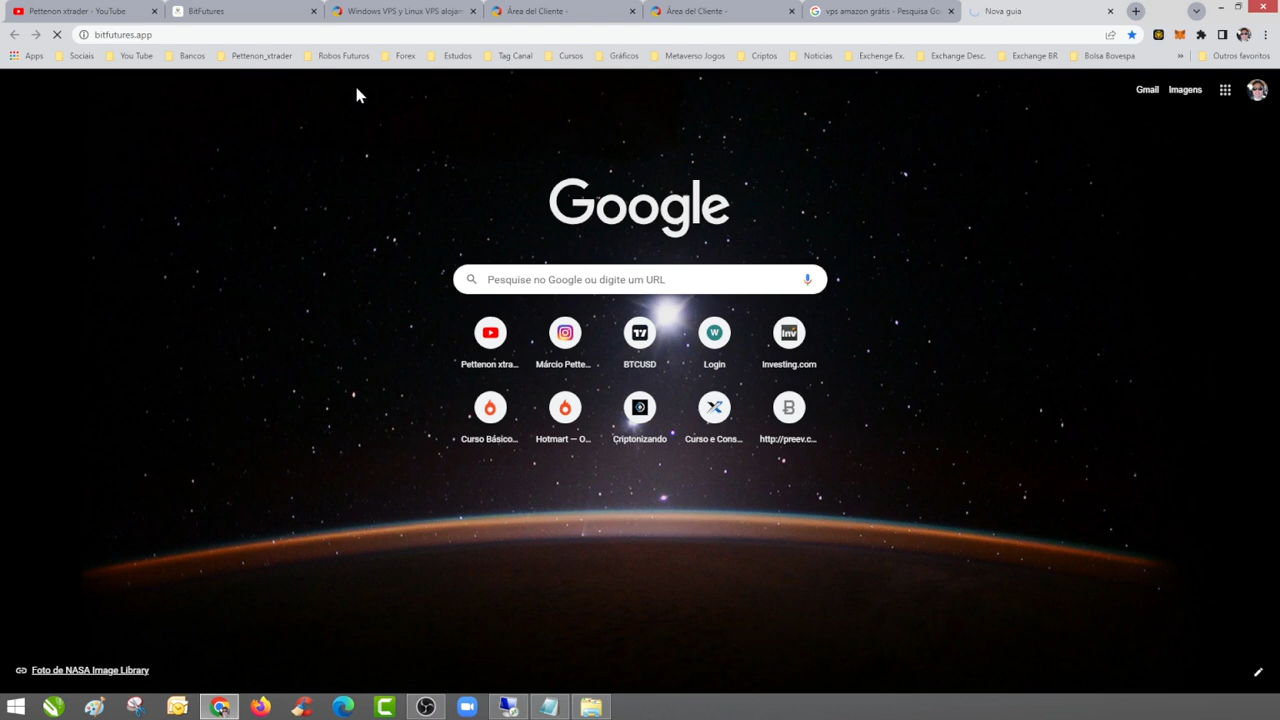 Pettenon xtrader - YouTube
BitFutures
Windows VPS y Linux VPS alojam
Área del Cliente -
Área del Cliente -
vps amazon grátis - Pesquisa Go
Nova guia
bitfutures.app
Apps
Sociais
You Tube
Bancos
Pettenon_xtrader
Robos Futuros
Forex
Estudos
Tag Canal
Cursos
Gráficos
Metaverso Jogos
Criptos
Noticias
Exchenge Ex.
Exchange Desc.
Exchange BR
Bolsa Bovespa
»
Outros favoritos
Gmail
Imagens
Google
Pesquise no Google ou digite um URL
W
Inv
Pettenon xtra...
Márcio Pette...
BTCUSD
Login
Investing.com
Curso Básico...
Hotmart — O...
Criptonizando
Curso e Cons...
http://preev.c...
Foto de NASA Image Library